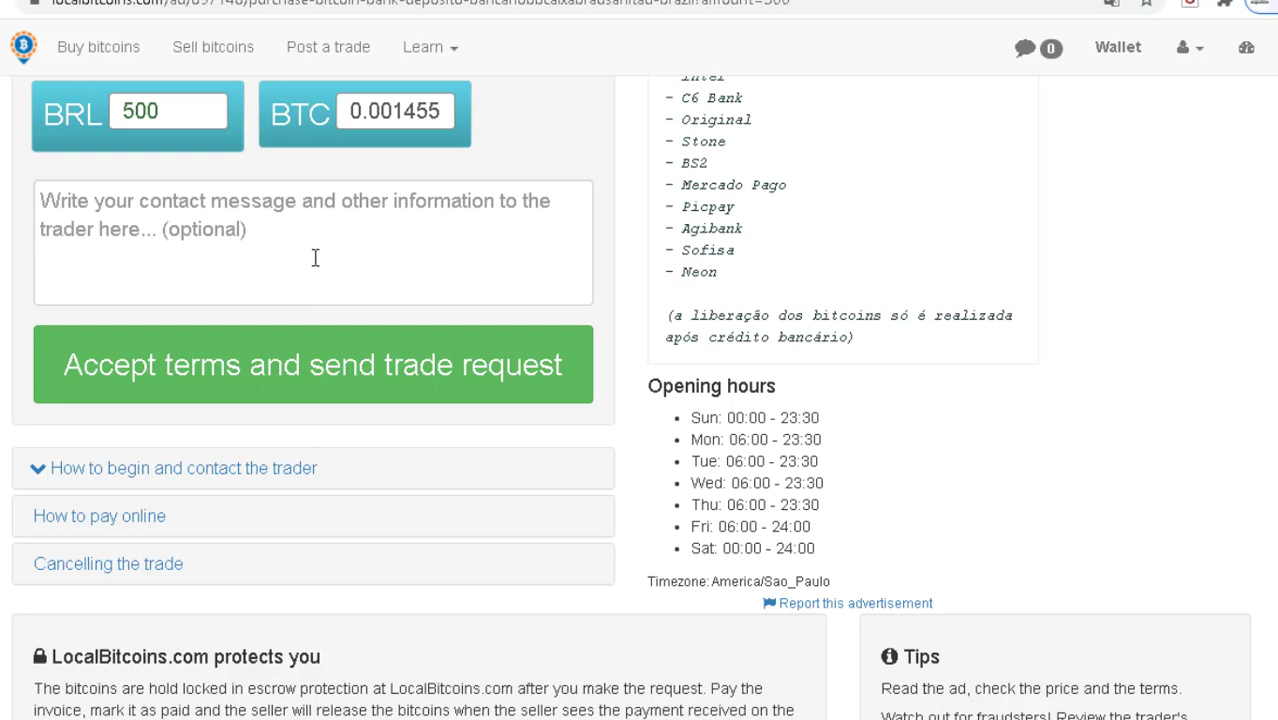 Buy bitcoins Sell bitcoins Post a trade Learn 0 Wallet
BRL 500 BTC 0.001455
Write your contact message and other information to the
trader here... (optional)
Accept terms and send trade request
How to begin and contact the trader
How to pay online
Cancelling the trade
- Inter
- C6 Bank
- Original
- Stone
- BS2
- Mercado Pago
- Picpay
- Agibank
- Sofisa
- Neon
(a liberação dos bitcoins só é realizada
após crédito bancário)
Opening hours
Sun: 00:00 - 23:30
Mon: 06:00 - 23:30
Tue: 06:00 - 23:30
Wed: 06:00 - 23:30
Thu: 06:00 - 23:30
Fri: 06:00 - 24:00
Sat: 00:00 - 24:00
Timezone: America/Sao_Paulo
Report this advertisement
LocalBitcoins.com protects you
The bitcoins are hold locked in escrow protection at LocalBitcoins.com after you make the request. Pay the
invoice, mark it as paid and the seller will release the bitcoins when the seller sees the payment received on the
Tips
Read the ad, check the price and the terms.
Watch out for fraudsters! Review the trader's